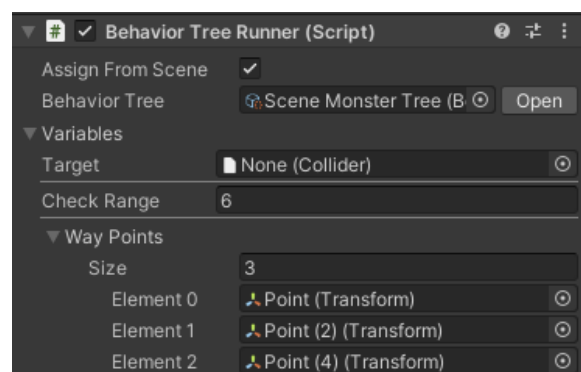 # Behavior Tree Runner (Script)
Assign From Scene
Behavior Tree Scene Monster Tree (B Open
Variables
Target None (Collider)
Check Range 6
Way Points
Size 3
Element 0 Point (Transform)
Element 1 Point (2) (Transform)
Element 2 Point (4) (Transform)